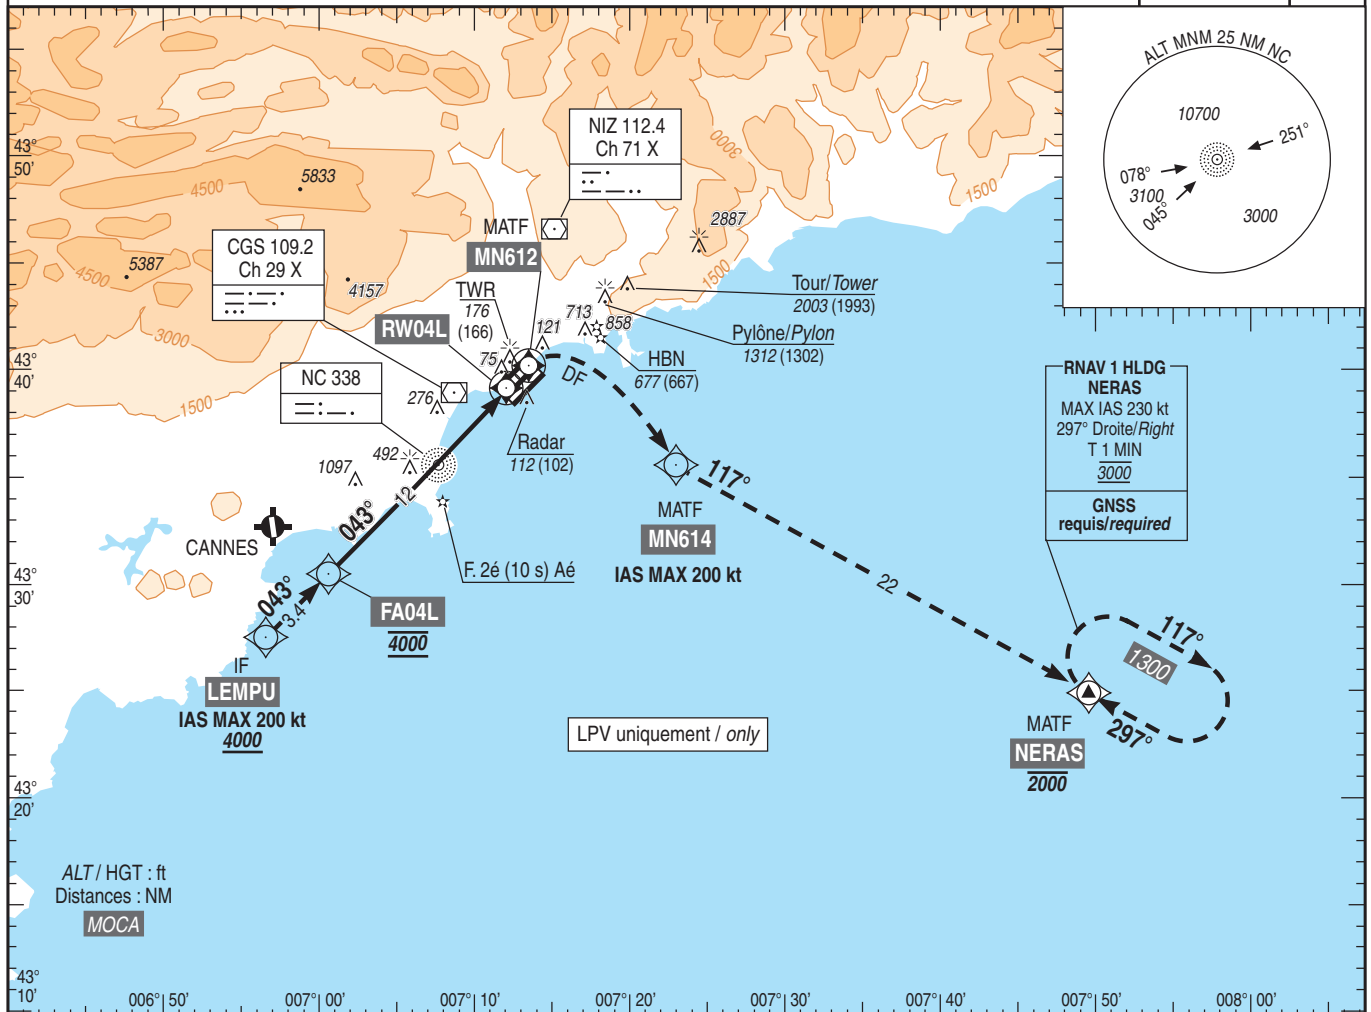 ALT MNM 25 NM NC
10700
251°
078°
3100
045°
3000
43°
50'
5833
4500
NIZ 112.4
Ch 71 X
3000
1500
2887
MATF
MN612
CGS 109.2
Ch 29 X
5387
4500
4157
1500
TWR
176
(166)
RW04L
121
713
858
Tour/Tower
2003 (1993)
Pylône/Pylon
1312 (1302)
HBN
677 (667)
3000
43°
40'
75
DF
NC 338
276
1500
RNAV 1 HLDG
NERAS
MAX IAS 230 kt
297° Droite/Right
T 1 MIN
3000
GNSS
requis/required
Radar
112 (102)
492
1097
117°
12
043°
MATF
MN614
IAS MAX 200 kt
CANNES
F. 2é (10 s) Aé
22
43°
30'
043°
3.4
FA04L
4000
117°
1300
IF
LEMPU
IAS MAX 200 kt
4000
LPV uniquement / only
297°
MATF
NERAS
2000
43°
20'
ALT / HGT : ft
Distances : NM
MOCA
43°
10'
006° 50'
007° 00'
007° 10'
007° 20'
007° 30'
007° 40'
007° 50'
008° 00'